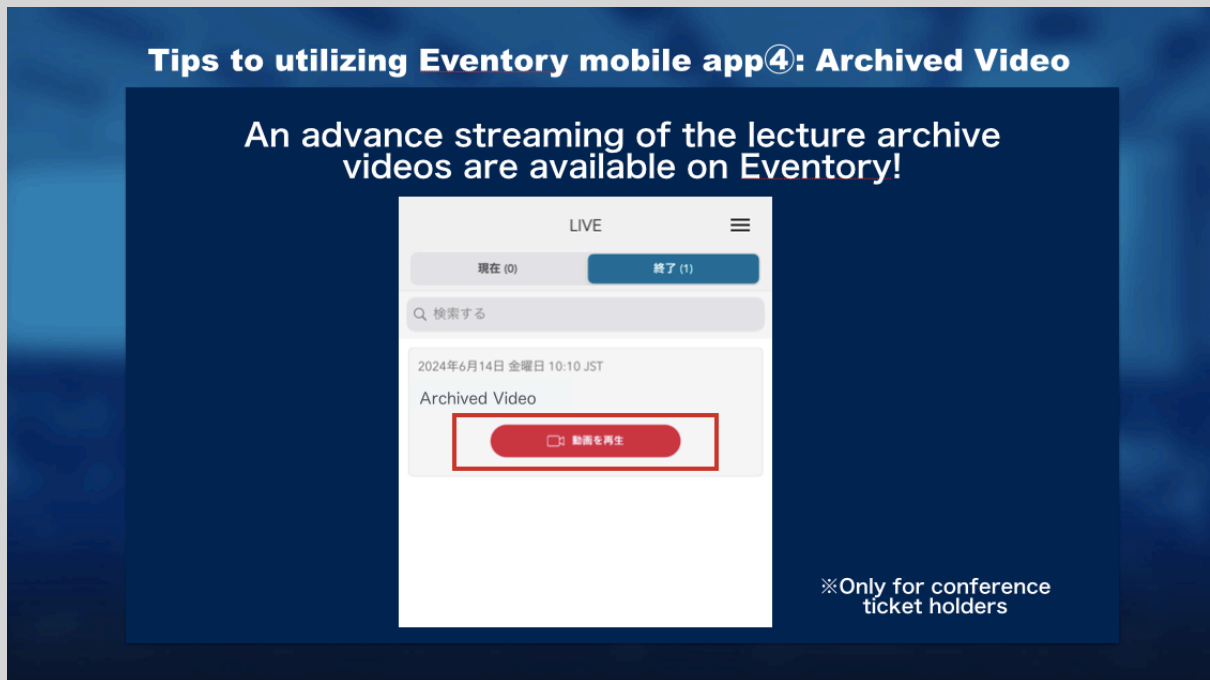 Tips to utilizing Eventory mobile app④: Archived Video
An advance streaming of the lecture archive
videos are available on Eventory!
LIVE
現在 (0)
終了 (1)
検索する
2024年6月14日 金曜日 10:10 JST
Archived Video
動画を再生
※Only for conference
ticket holders